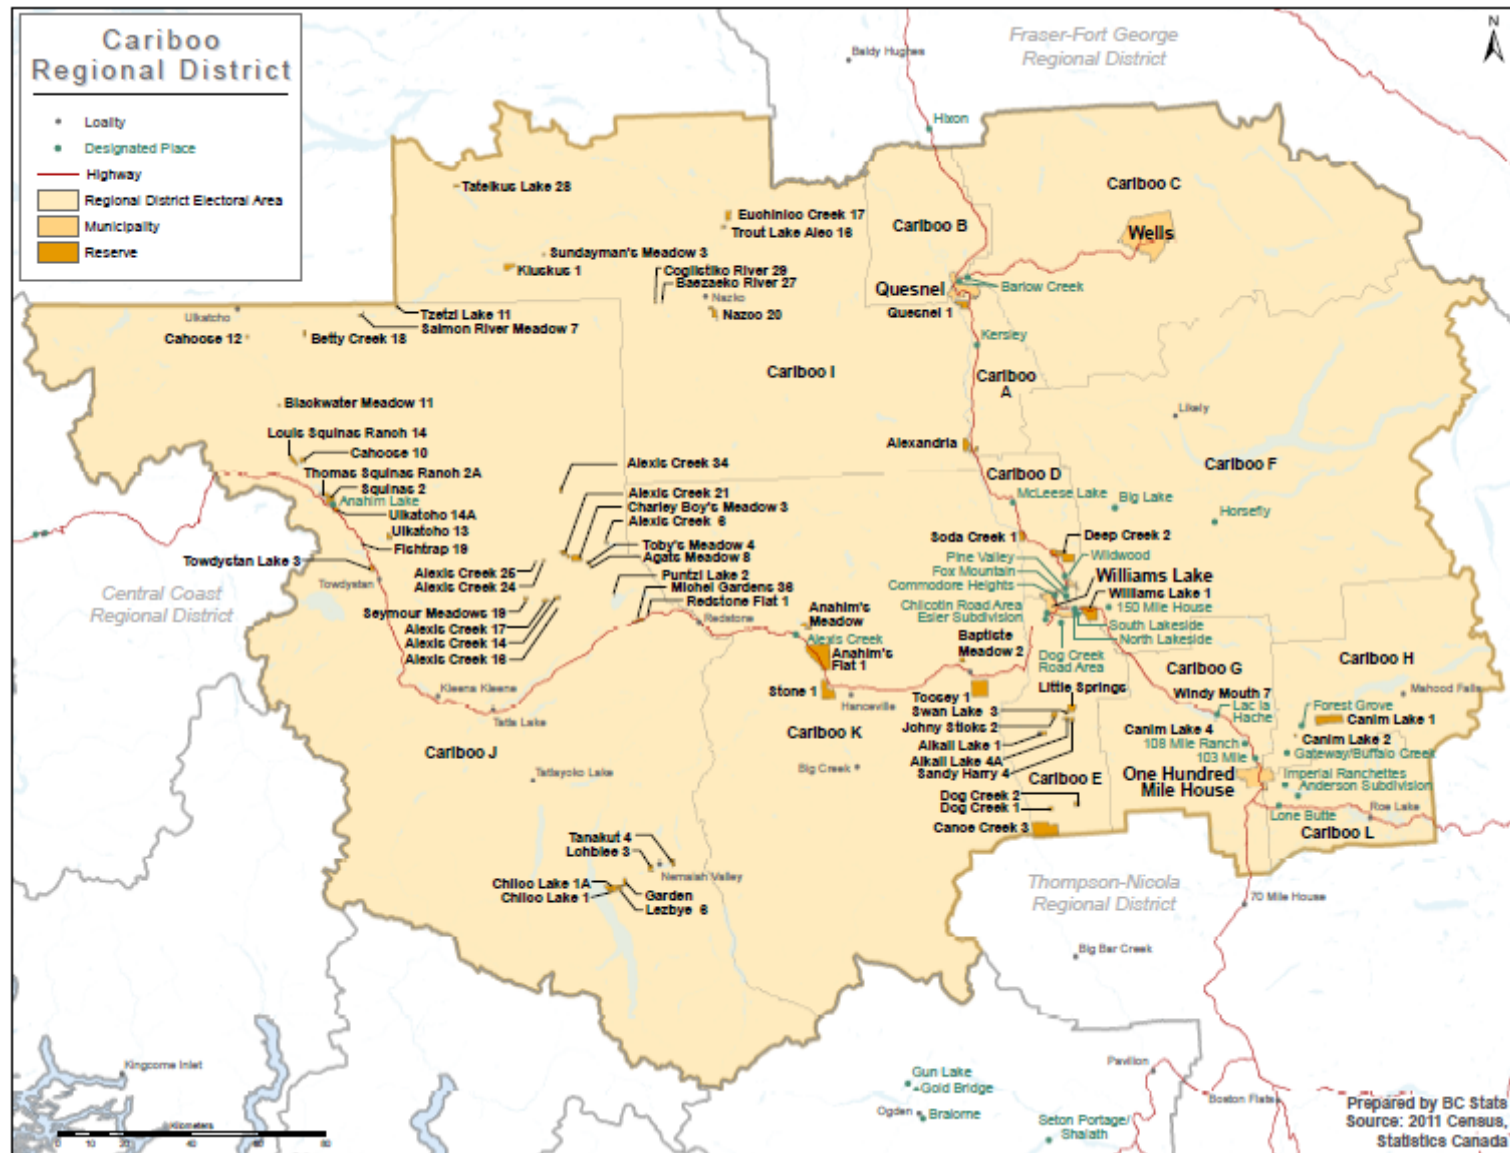 Cariboo
Regional District
Loality
Designated Place
Highway
Regional District Electoral Area
Municipality
Reserve
N
Fraser-Fort George
Regional District
Baldy Hughes
Hixon
Cariboo C
Tatelkus Lake 28
Euchinico Creek 17
Trout Lake Alec 16
Cariboo B
Wells
Sundayman's Meadow 3
Kluskus 1
Coglistiko River 29
Baezaeko River 27
Nazko
Nazco 20
Quesnel
Barlow Creek
Quesnel 1
Ulkatcho
Tzetzi Lake 11
Salmon River Meadow 7
Cahoose 12
Betty Creek 18
Kersley
Cariboo I
Cariboo
A
Blackwater Meadow 11
Likely
Louis Squinas Ranch 14
Cahoose 10
Alexandria
Thomas Squinas Ranch 2A
Squinas 2
Anahim Lake
Alexis Creek 34
Cariboo D
Cariboo F
Alexis Creek 21
Charley Boy's Meadow 3
Alexis Creek 6
McLeese Lake
Big Lake
Horsefly
Ulkatcho 14A
Ulkatcho 13
Fishtrap 19
Toby's Meadow 4
Agats Meadow 8
Soda Creek 1
Deep Creek 2
Towdystan Lake 3
Towdystan
Alexis Creek 25
Alexis Creek 24
Puntzi Lake 2
Michel Gardens 36
Redstone Flat 1
Pine Valley
Wildwood
Fox Mountain
Commodore Heights
Williams Lake
Williams Lake 1
Central Coast
Regional District
Seymour Meadows 19
Alexis Creek 17
Alexis Creek 14
Alexis Creek 16
Redstone
Anahim's
Meadow
Alexis Creek
Chilcotin Road Area
Esler Subdivision
150 Mile House
South Lakeside
North Lakeside
Anahim's
Flat 1
Baptiste
Meadow 2
Dog Creek
Road Area
Cariboo G
Cariboo H
Kleena Kleene
Tatla Lake
Stone 1
Hanceville
Toosey 1
Little Springs
Windy Mouth 7
Mahood Falls
Swan Lake 3
Johny Sticks 2
Lac la
Hache
Forest Grove
Canim Lake 1
Cariboo K
Alkali Lake 1
Alkali Lake 4A
Sandy Harry 4
Canim Lake 4
Canim Lake 2
108 Mile Ranch
103 Mile
Gateway/Buffalo Creek
Cariboo J
Tatlayoko Lake
Big Creek
Cariboo E
One Hundred
Mile House
Imperial Ranchettes
Anderson Subdivision
Dog Creek 2
Dog Creek 1
Canoe Creek 3
Lone Butte
Roe Lake
Cariboo L
Tanakut 4
Lohbiee 3
Nemaiah Valley
Chilco Lake 1A
Chilco Lake 1
Garden
Lezbye 6
Thompson-Nicola
Regional District
70 Mile House
Big Bar Creek
Kingcome Inlet
Gun Lake
Gold Bridge
Ogden
Bralorne
Pavilion
Boston Flats
Seton Portage/
Shalath
Kilometers
0 10 20 40 60 80
Prepared by BC Stats
Source: 2011 Census,
Statistics Canada